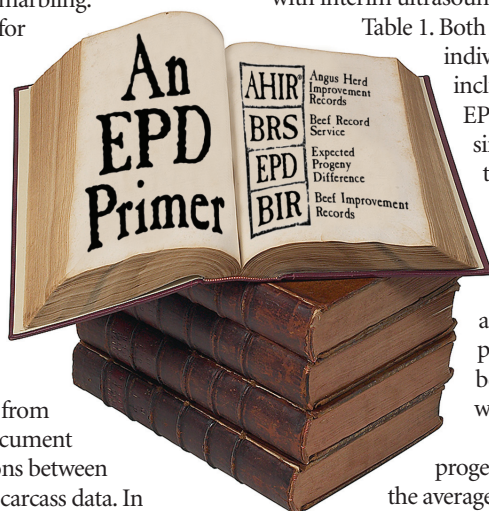 marbling.
for
An
EPD
Primer
AHIR® Angus Herd
Improvement
Records
BRS Beef Record
Service
EPD Expected
Progeny
Difference
BIR Beef Improvement
Records
from
cument
ons between
carcass data. In
with interim ultrasoun
Table 1. Both
indiv
incl
EP
si
t
a
p
b
w
proge
the average